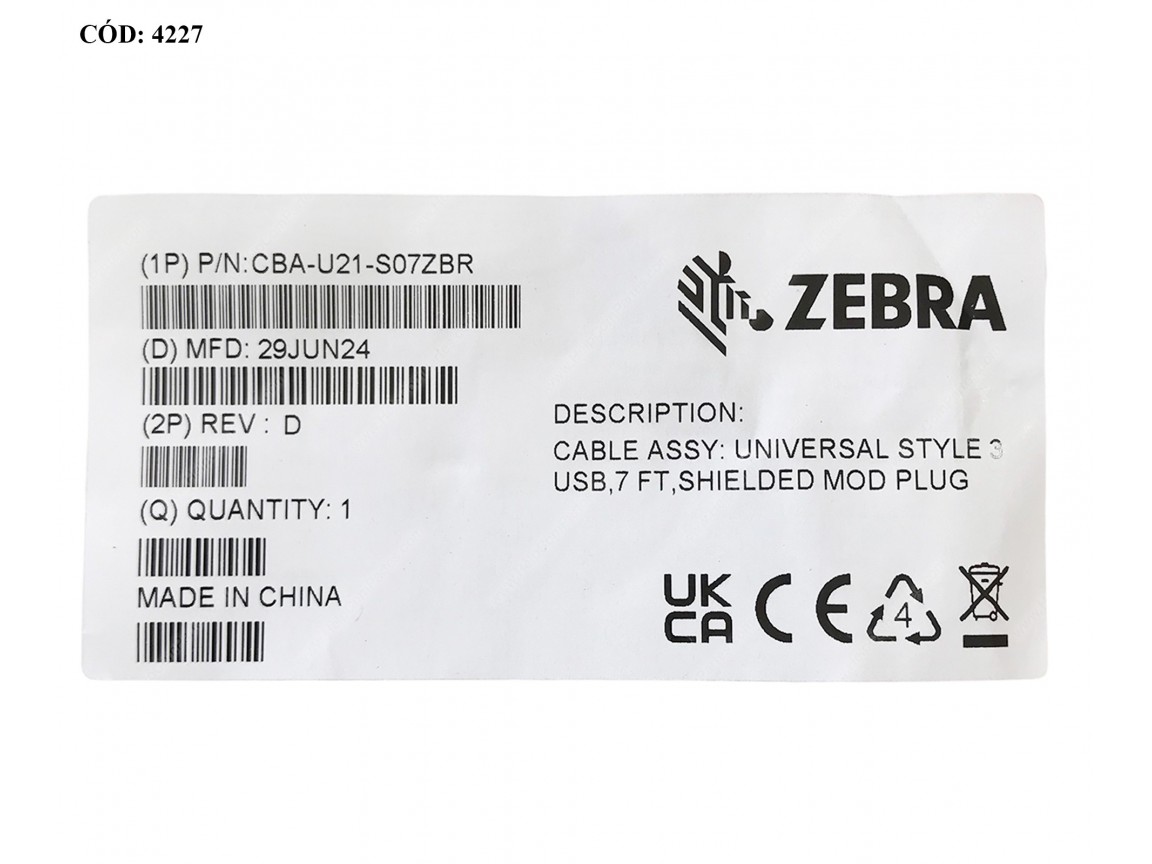 CÓD: 4227
(1P) P/N:CBA-U21-S07ZBR
(D) MFD: 29JUN24
(2P) REV : D
(Q) QUANTITY: 1
MADE IN CHINA
ZEBRA
DESCRIPTION:
CABLE ASSY: UNIVERSAL STYLE 3
USB,7 FT,SHIELDED MOD PLUG
UK
CA
CE
4